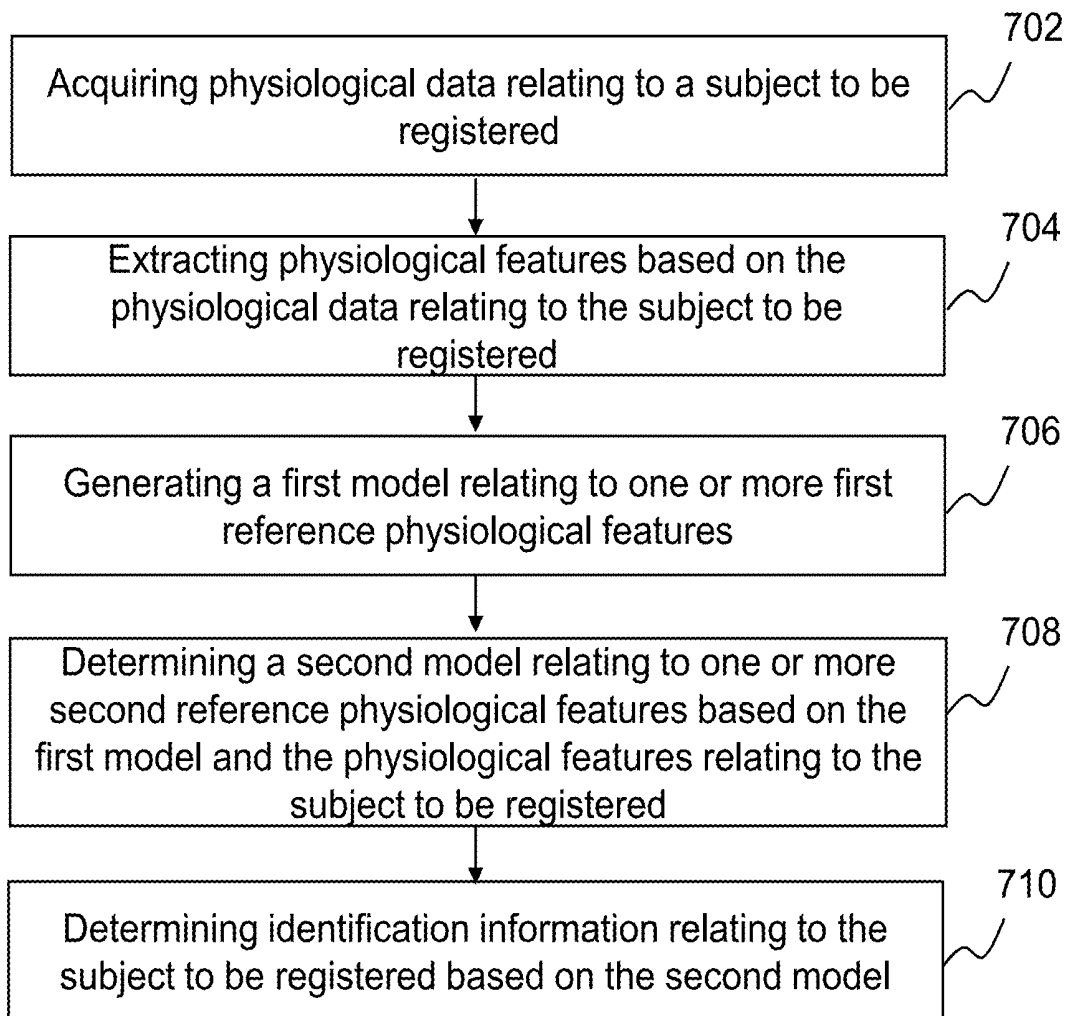 702
Acquiring physiological data relating to a subject to be
registered
704
Extracting physiological features based on the
physiological data relating to the subject to be
registered
706
Generating a first model relating to one or more first
reference physiological features
708
Determining a second model relating to one or more
second reference physiological features based on the
first model and the physiological features relating to the
subject to be registered
710
Determining identification information relating to the
subject to be registered based on the second model